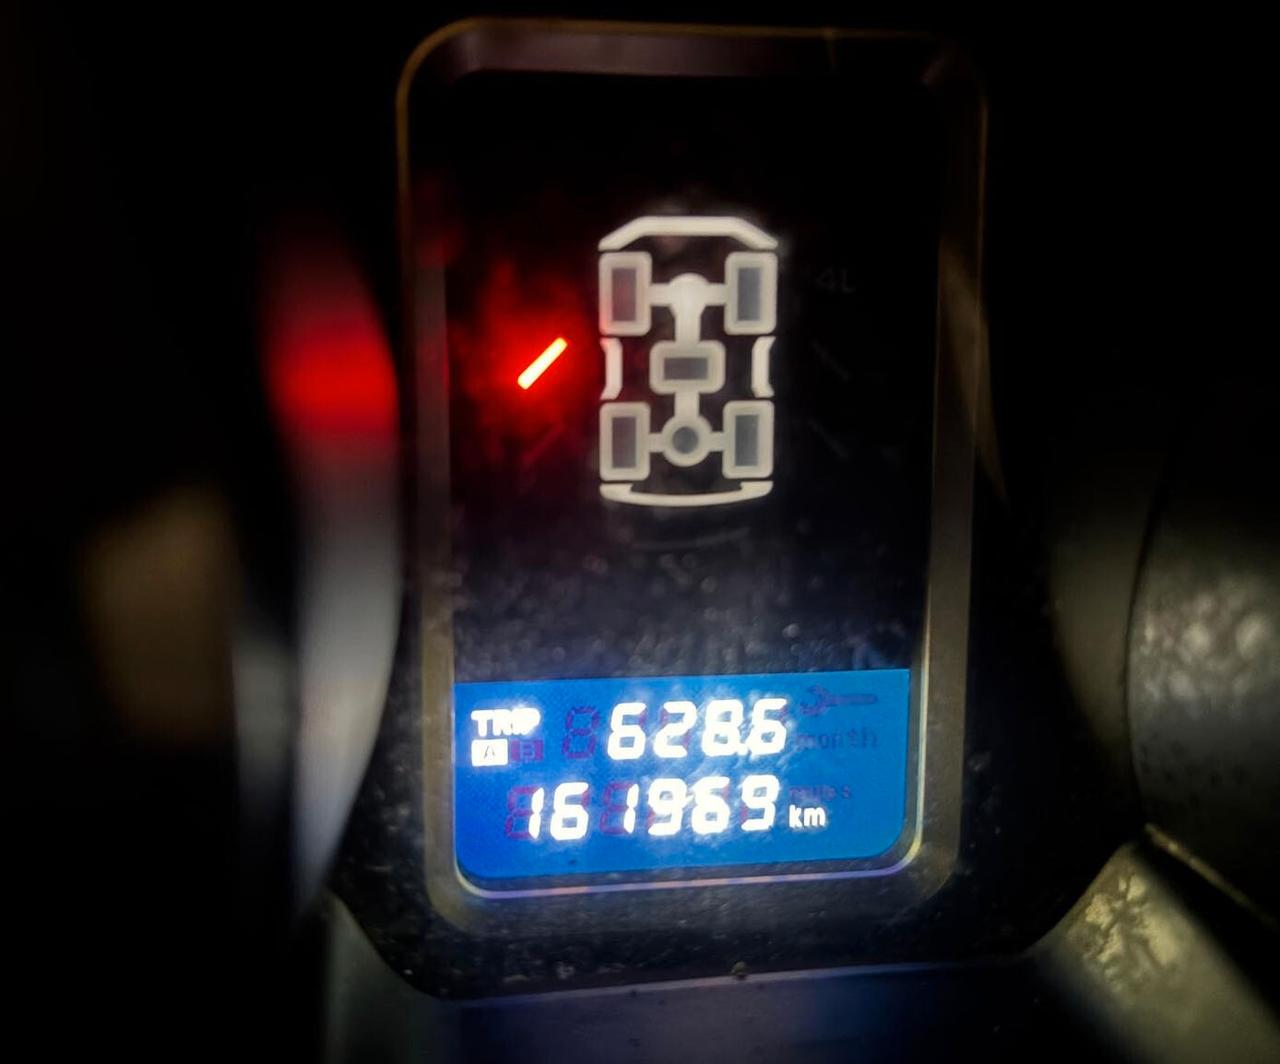 4L
TRIP 628.6
A B month
161969 km
miles